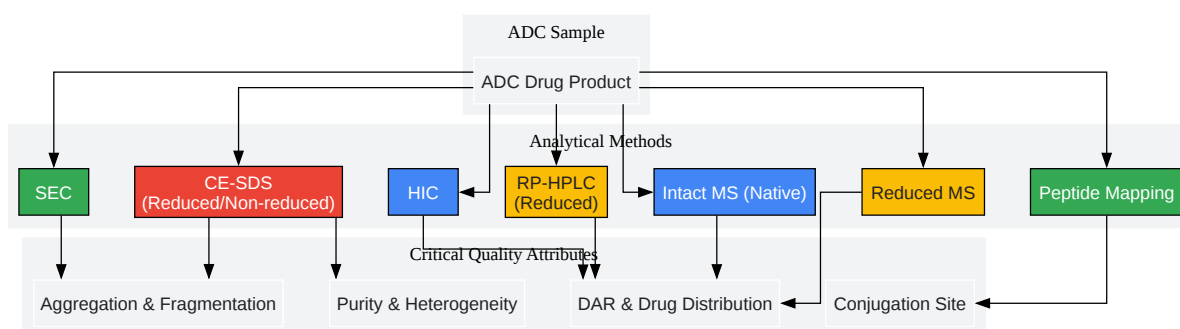 ADC Sample
ADC Drug Product
Analytical Methods
SEC
CE-SDS
(Reduced/Non-reduced)
HIC
RP-HPLC
(Reduced)
Intact MS (Native)
Reduced MS
Peptide Mapping
Critical Quality Attributes
Aggregation & Fragmentation
Purity & Heterogeneity
DAR & Drug Distribution
Conjugation Site